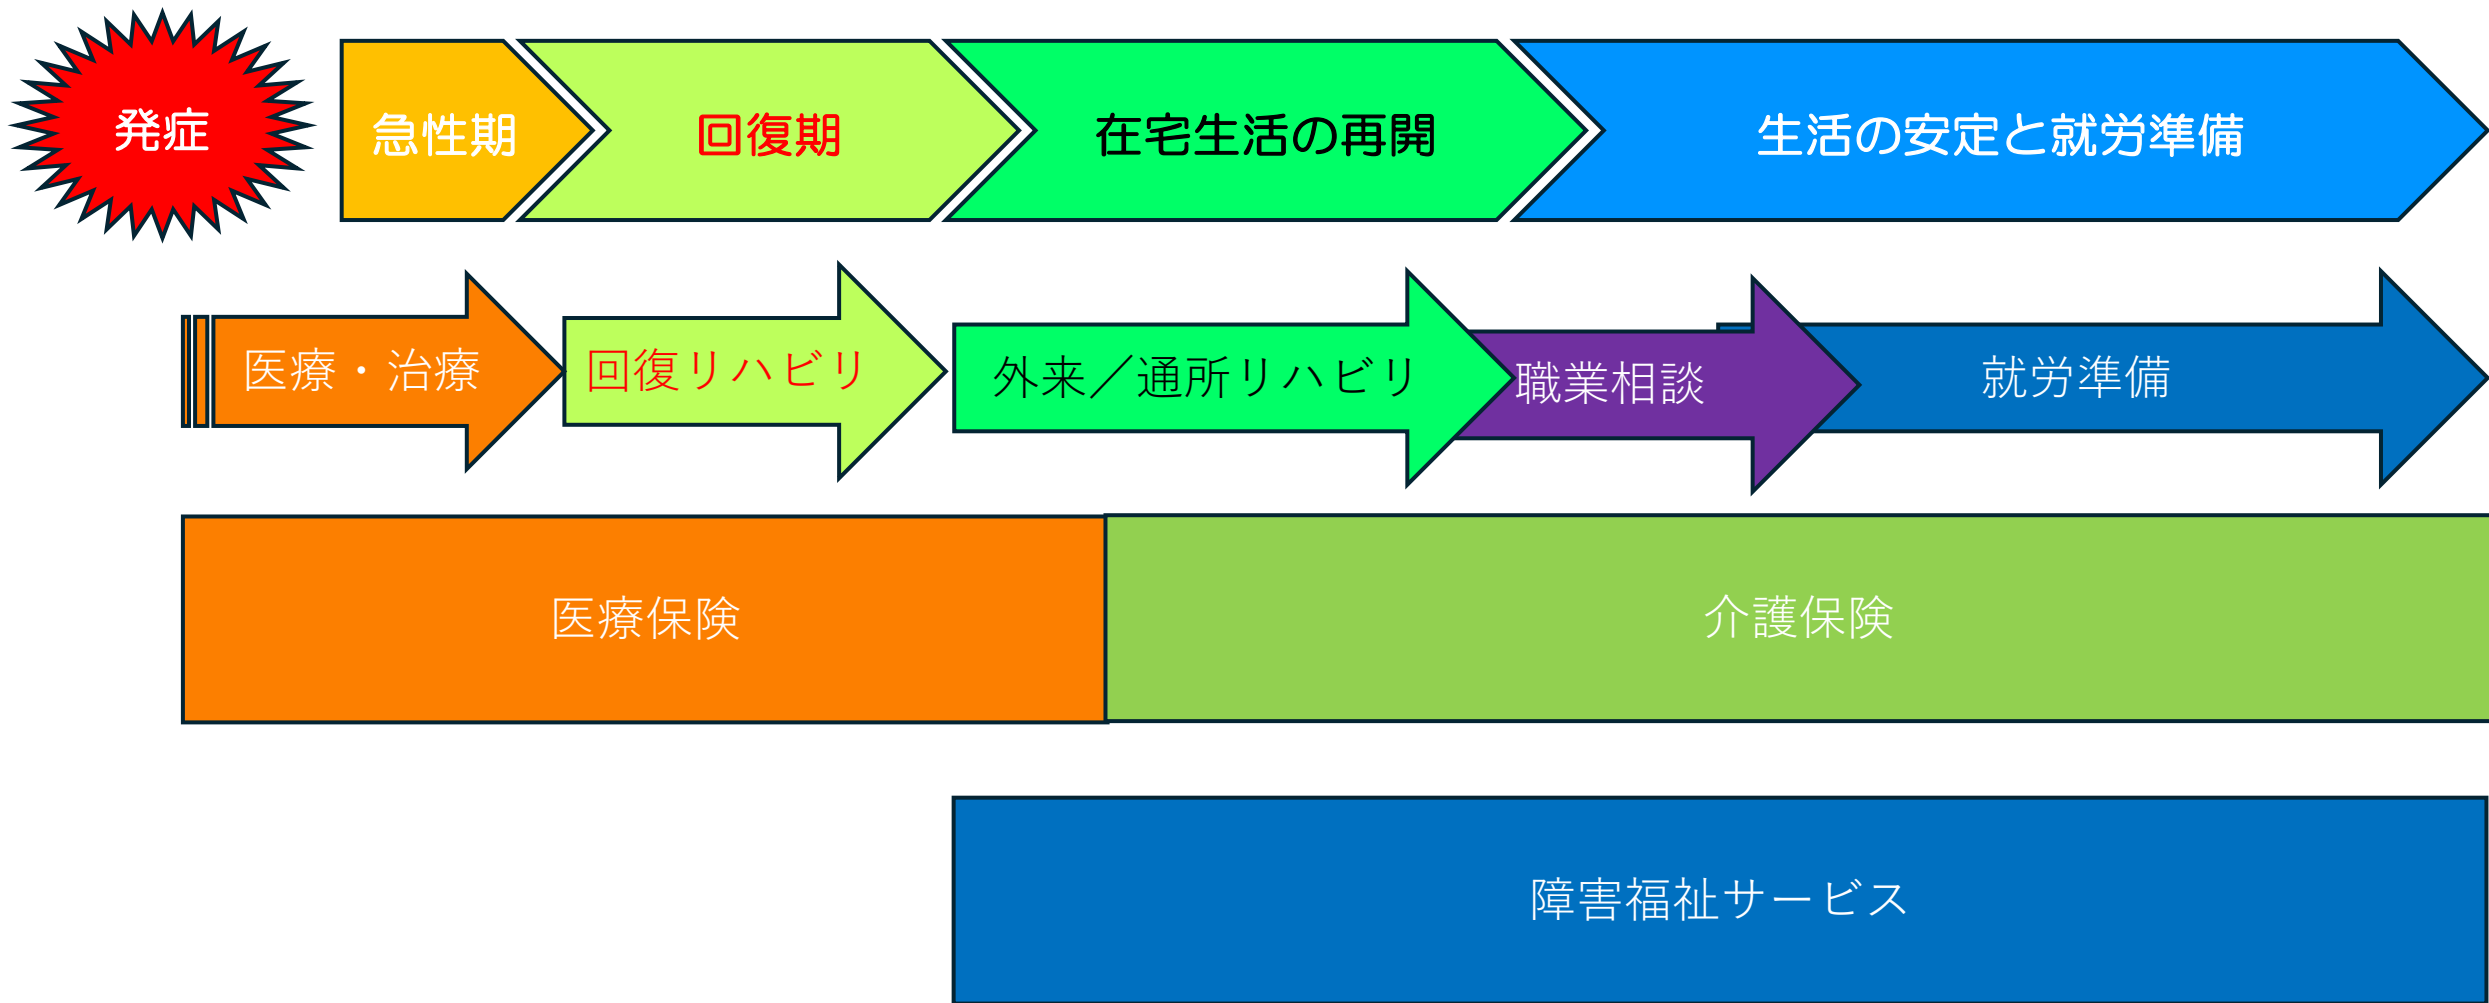 発症
急性期
回復期
在宅生活の再開
生活の安定と就労準備
医療・治療
回復リハビリ
外来／通所リハビリ
職業相談
就労準備
医療保険
介護保険
障害福祉サービス